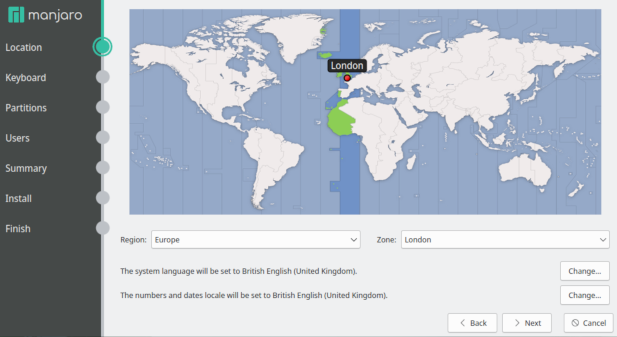 manjaro
Location
Keyboard
Partitions
Users
Summary
Install
Finish
London
Region: Europe Zone: London
The system language will be set to British English (United Kingdom). Change...
The numbers and dates locale will be set to British English (United Kingdom). Change...
Back Next Cancel